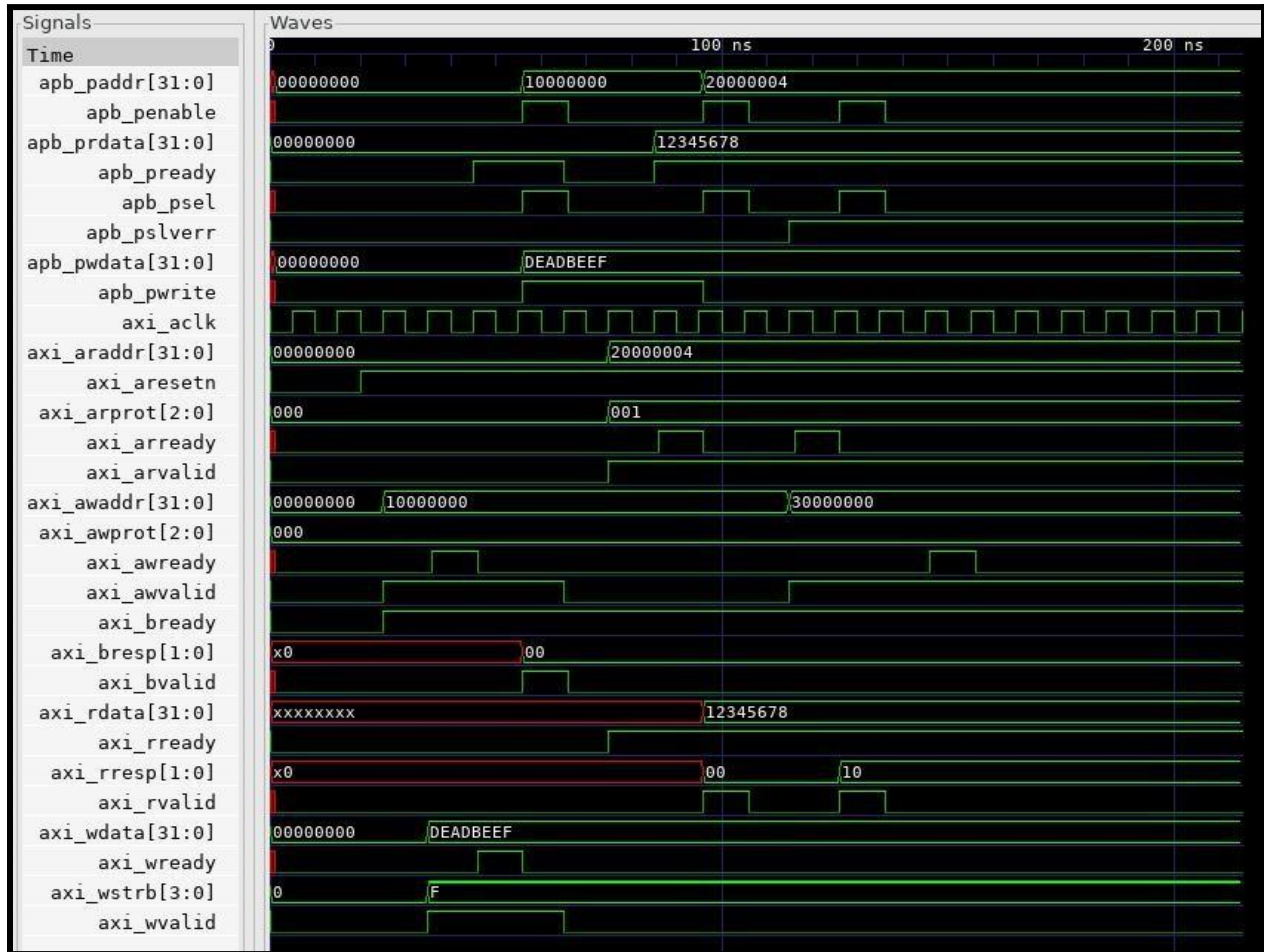 Signals Waves
Time 0 100 ns 200 ns
apb_paddr[31:0] 00000000 10000000 20000004
apb_penable
apb_prdata[31:0] 00000000 12345678
apb_pready
apb_psel
apb_pslverr
apb_pwdata[31:0] 00000000 DEADBEEF
apb_pwrite
axi_aclk
axi_araddr[31:0] 00000000 20000004
axi_aresetn
axi_arprot[2:0] 000 001
axi_arready
axi_arvalid
axi_awaddr[31:0] 00000000 10000000 30000000
axi_awprot[2:0] 000
axi_awready
axi_awvalid
axi_bready
axi_bresp[1:0] x0 00
axi_bvalid
axi_rdata[31:0] xxxxxxxx 12345678
axi_rready
axi_rresp[1:0] x0 00 10
axi_rvalid
axi_wdata[31:0] 00000000 DEADBEEF
axi_wready
axi_wstrb[3:0] 0 F
axi_wvalid